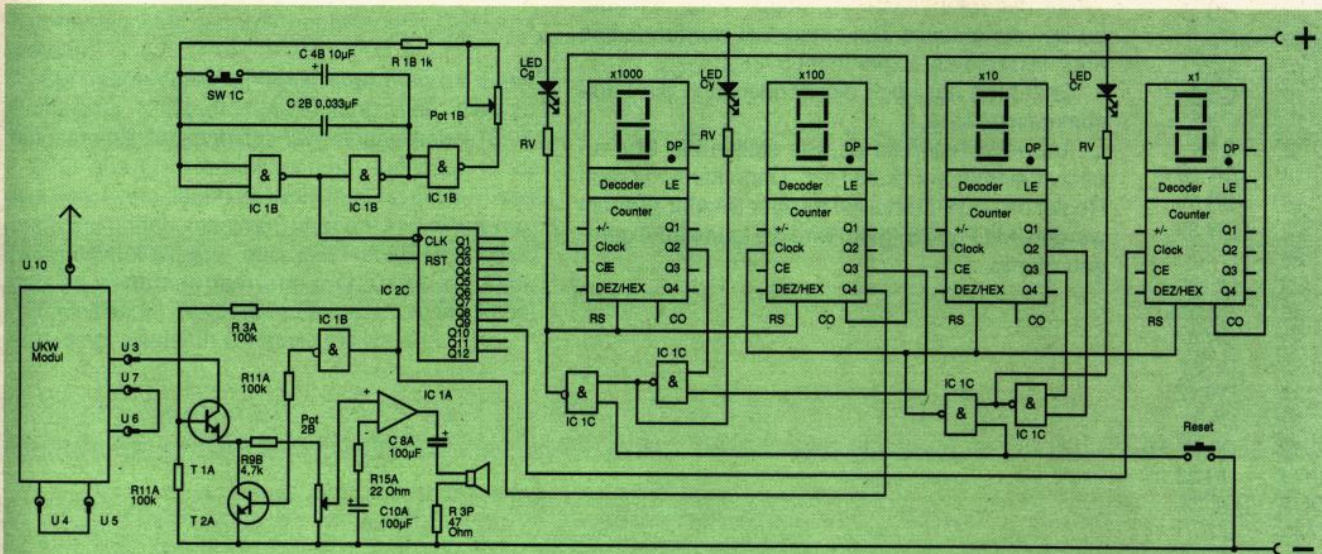 C 4B 10µF
R 1B 1k
SW 1C
C 2B 0,033µF
Pot 1B
&
IC 1B
&
IC 1B
&
IC 1B
U 10
UKW
Modul
U 3
U 7
U 6
U 4
U 5
CLK
RST
IC 2C
Q1
Q2
Q3
Q4
Q5
Q6
Q7
Q8
Q9
Q10
Q11
Q12
R 3A
100k
IC 1B
&
R11A
100k
T 1A
R9B
4,7k
R11A
100k
T 2A
Pot
2B
IC 1A
+
-
C 8A
100µF
+
R15A
22 Ohm
+
C10A
100µF
R 3P
47
Ohm
LED
Cg
RV
x1000
DP
Decoder LE
Counter
+/- Q1
Clock Q2
CE Q3
DEZ/HEX Q4
RS CO
LED
Cy
RV
x100
DP
Decoder LE
Counter
+/- Q1
Clock Q2
CE Q3
DEZ/HEX Q4
RS CO
x10
DP
Decoder LE
Counter
+/- Q1
Clock Q2
CE Q3
DEZ/HEX Q4
RS CO
LED
Cr
RV
x1
DP
Decoder LE
Counter
+/- Q1
Clock Q2
CE Q3
DEZ/HEX Q4
RS CO
&
IC 1C
IC 1C
&
IC 1C
&
&
IC 1C
Reset
+
−